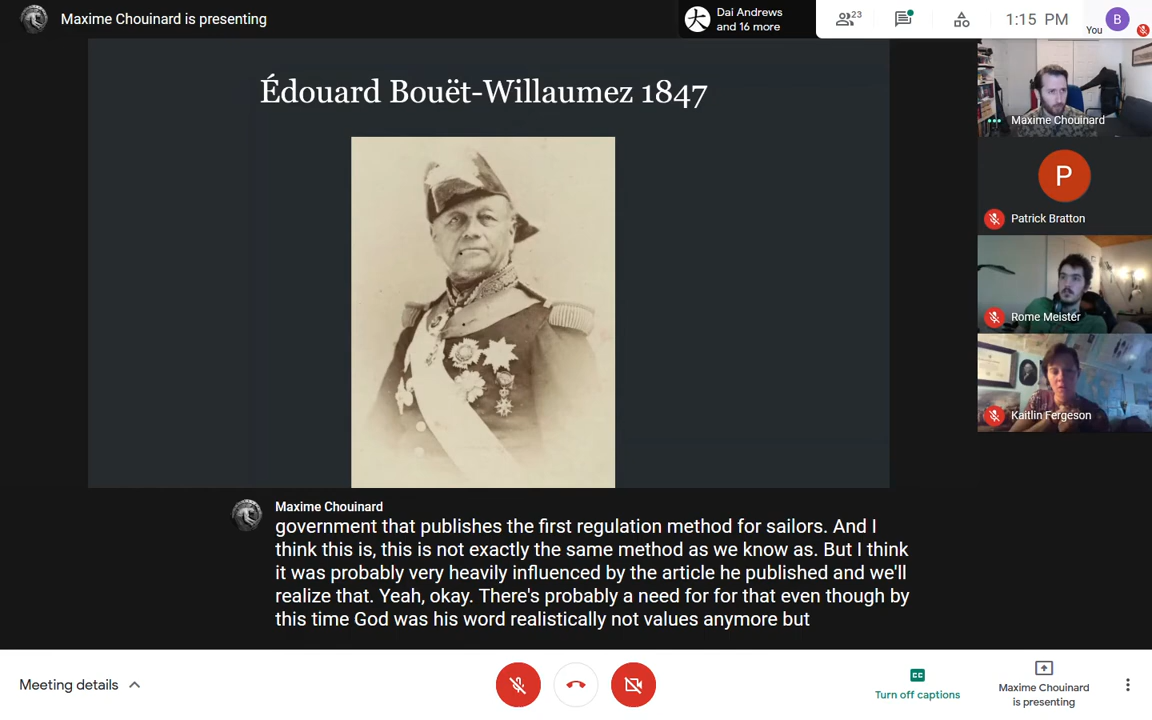 Maxime Chouinard is presenting
Dai Andrews
and 16 more
23
1:15 PM
You
B
Édouard Bouët-Willaumez 1847
Maxime Chouinard
P
Patrick Bratton
Rome Meister
Kaitlin Fergeson
Maxime Chouinard
government that publishes the first regulation method for sailors. And I
think this is, this is not exactly the same method as we know as. But I think
it was probably very heavily influenced by the article he published and we'll
realize that. Yeah, okay. There's probably a need for for that even though by
this time God was his word realistically not values anymore but
Meeting details
CC
Turn off captions
Maxime Chouinard
is presenting